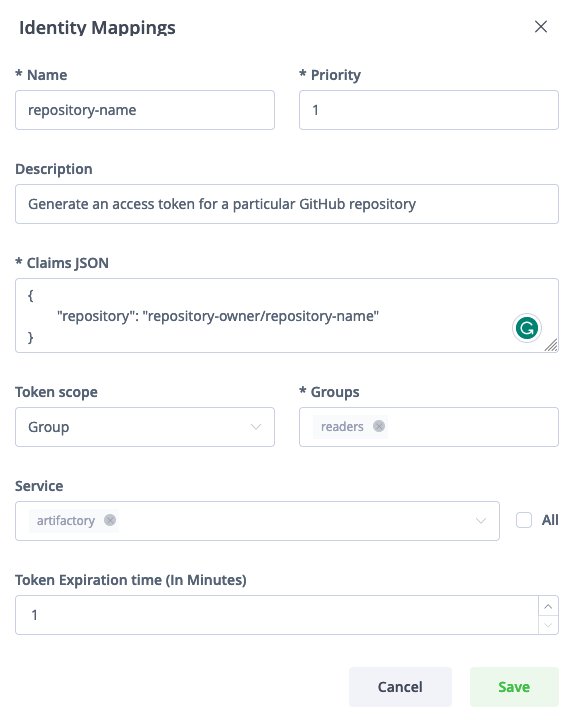 Identity Mappings
* Name
* Priority
repository-name
1
Description
Generate an access token for a particular GitHub repository
* Claims JSON
{
"repository": "repository-owner/repository-name"
}
Token scope
* Groups
Group
readers
Service
artifactory
All
Token Expiration time (In Minutes)
1
Cancel
Save